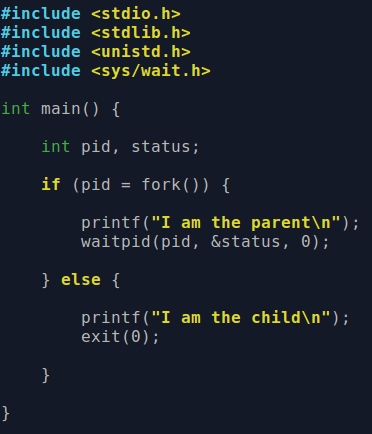 #include <stdio.h>
#include <stdlib.h>
#include <unistd.h>
#include <sys/wait.h>

int main() {

    int pid, status;

    if (pid = fork()) {

        printf("I am the parent\n");
        waitpid(pid, &status, 0);

    } else {

        printf("I am the child\n");
        exit(0);

    }

}